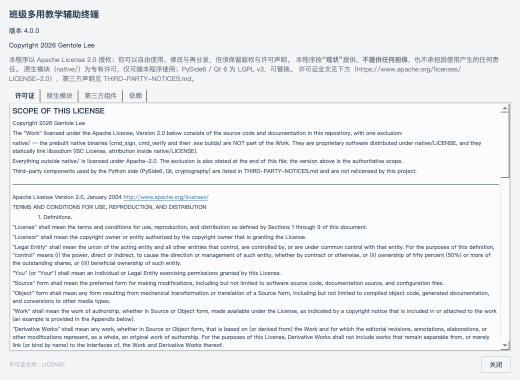 班级多用教学辅助终端
版本 4.0.0
Copyright 2026 Gentole Lee
本程序以 Apache License 2.0 授权：你可以自由使用、修改与再分发，但须保留版权与许可声明。 本程序按"现状"提供，不提供任何担保，也不承担因使用产生的任何责
任。 原生模块（native/）为专有许可，仅可随本程序使用；PySide6 / Qt 6 为 LGPL v3，可替换。 许可证全文见下方（https://www.apache.org/licenses/
LICENSE-2.0），第三方声明见 THIRD-PARTY-NOTICES.md。
许可证 原生模块 第三方组件 依赖
SCOPE OF THIS LICENSE
Copyright 2026 Gentole Lee
The "Work" licensed under the Apache License, Version 2.0 below consists of the source code and documentation in this repository, with one exclusion:
native/ — the prebuilt native binaries (cmd_sign, cmd_verify and their .exe builds) are NOT part of the Work. They are proprietary software distributed under native/LICENSE, and they
statically link libsodium (ISC License, attribution inside native/LICENSE).
Everything outside native/ is licensed under Apache-2.0. The exclusion is also stated at the end of this file; the version above is the authoritative scope.
Third-party components used by the Python side (PySide6, Qt, cryptography) are listed in THIRD-PARTY-NOTICES.md and are not relicensed by this project.
Apache License Version 2.0, January 2004 http://www.apache.org/licenses/
TERMS AND CONDITIONS FOR USE, REPRODUCTION, AND DISTRIBUTION
1. Definitions.
"License" shall mean the terms and conditions for use, reproduction, and distribution as defined by Sections 1 through 9 of this document.
"Licensor" shall mean the copyright owner or entity authorized by the copyright owner that is granting the License.
"Legal Entity" shall mean the union of the acting entity and all other entities that control, are controlled by, or are under common control with that entity. For the purposes of this definition,
"control" means (i) the power, direct or indirect, to cause the direction or management of such entity, whether by contract or otherwise, or (ii) ownership of fifty percent (50%) or more of
the outstanding shares, or (iii) beneficial ownership of such entity.
"You" (or "Your") shall mean an individual or Legal Entity exercising permissions granted by this License.
"Source" form shall mean the preferred form for making modifications, including but not limited to software source code, documentation source, and configuration files.
"Object" form shall mean any form resulting from mechanical transformation or translation of a Source form, including but not limited to compiled object code, generated documentation,
and conversions to other media types.
"Work" shall mean the work of authorship, whether in Source or Object form, made available under the License, as indicated by a copyright notice that is included in or attached to the work
(an example is provided in the Appendix below).
"Derivative Works" shall mean any work, whether in Source or Object form, that is based on (or derived from) the Work and for which the editorial revisions, annotations, elaborations, or
other modifications represent, as a whole, an original work of authorship. For the purposes of this License, Derivative Works shall not include works that remain separable from, or merely
link (or bind by name) to the interfaces of, the Work and Derivative Works thereof.
许可证文件：LICENSE
关闭